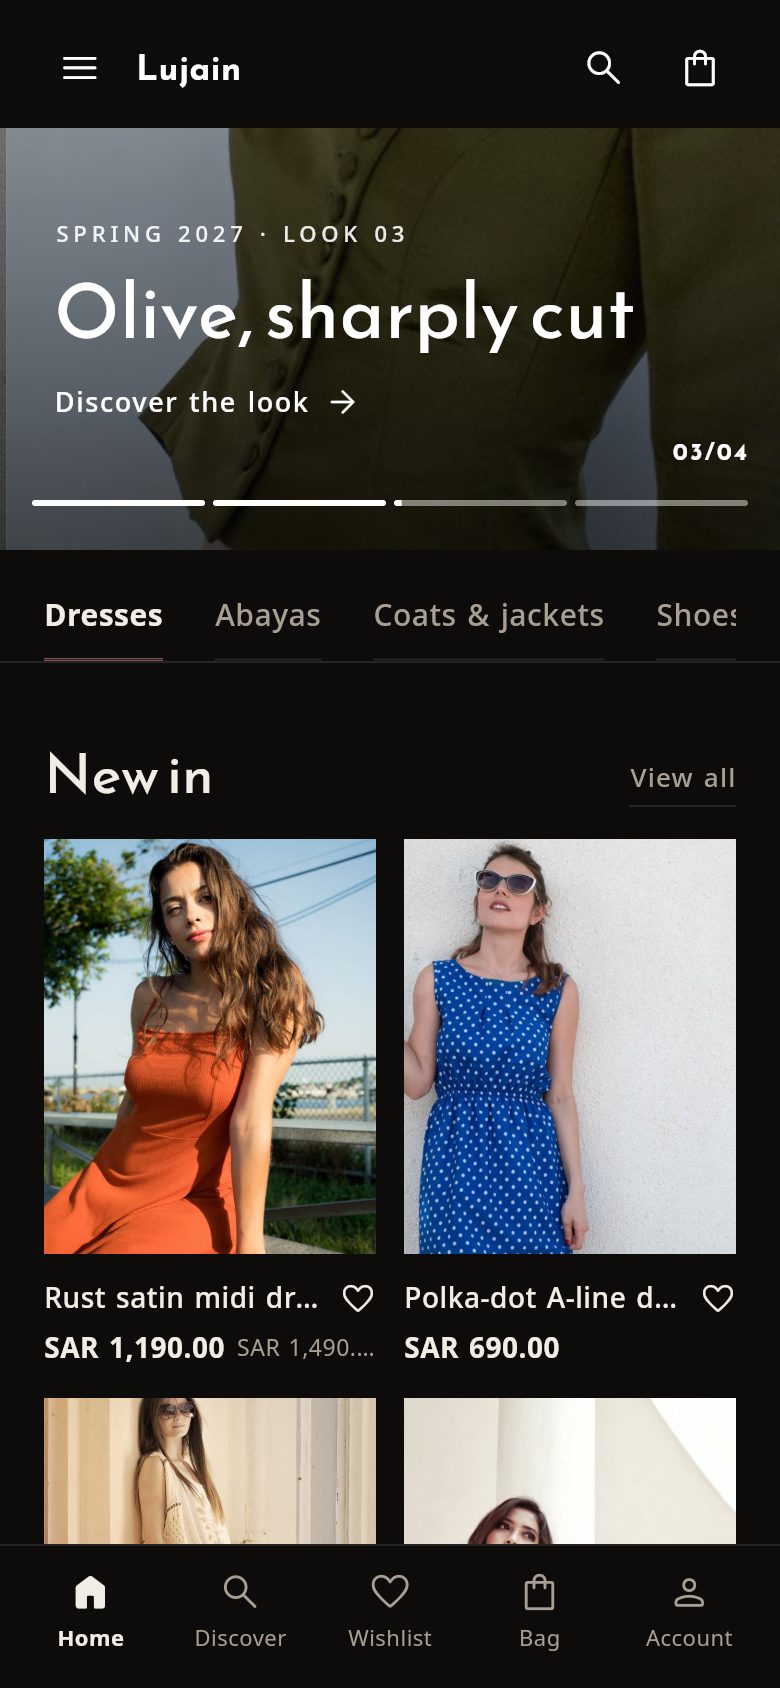 Lujain
SPRING 2027 · LOOK 03
Olive, sharply cut
Discover the look
03/04
Dresses Abayas Coats & jackets Shoes
New in
View all
Rust satin midi dr...
Polka-dot A-line d...
SAR 1,190.00 SAR 1,490....
SAR 690.00
Home Discover Wishlist Bag Account